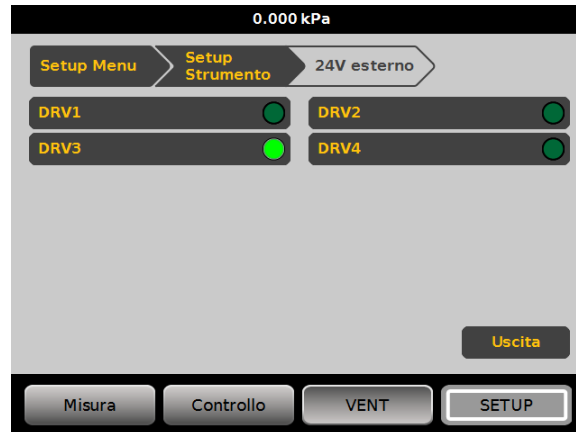 0.000 kPa
Setup Menu
Setup
Strumento
24V esterno
DRV1
DRV2
DRV3
DRV4
Uscita
Misura
Controllo
VENT
SETUP